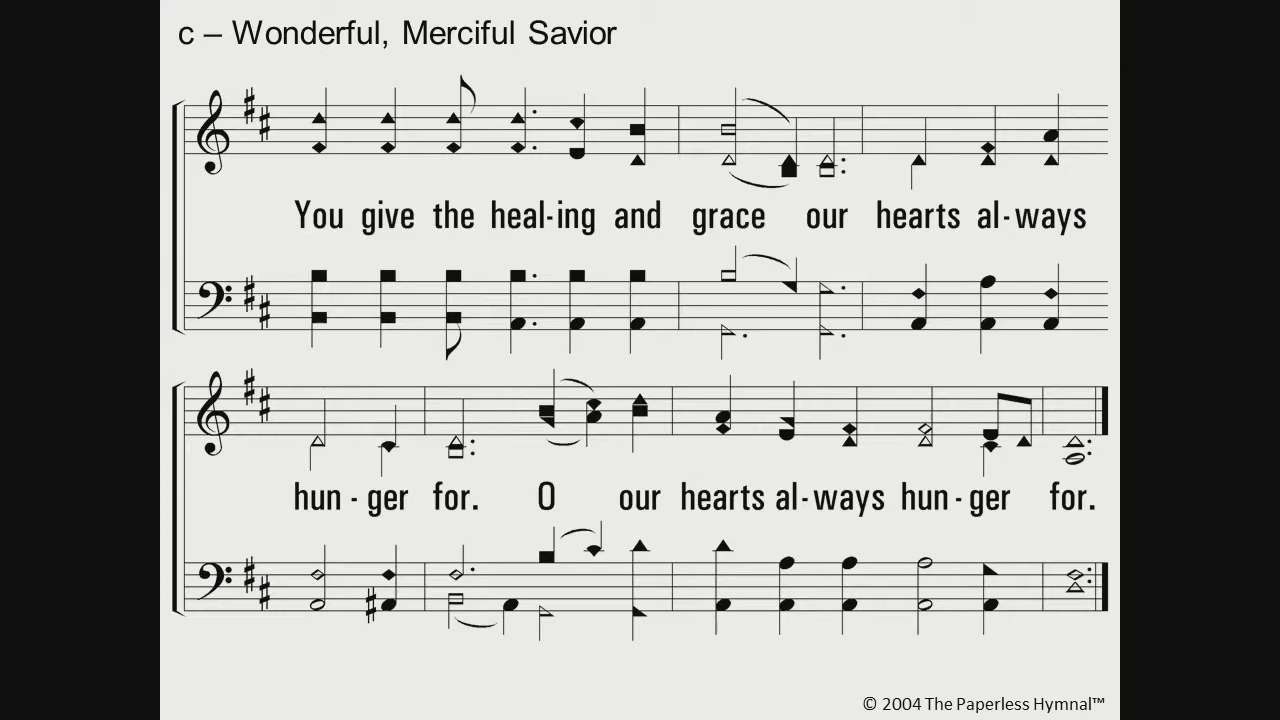 c – Wonderful, Merciful Savior
You give the heal-ing and grace our hearts al-ways
hun-ger for. O our hearts al-ways hun-ger for.
© 2004 The Paperless Hymnal™